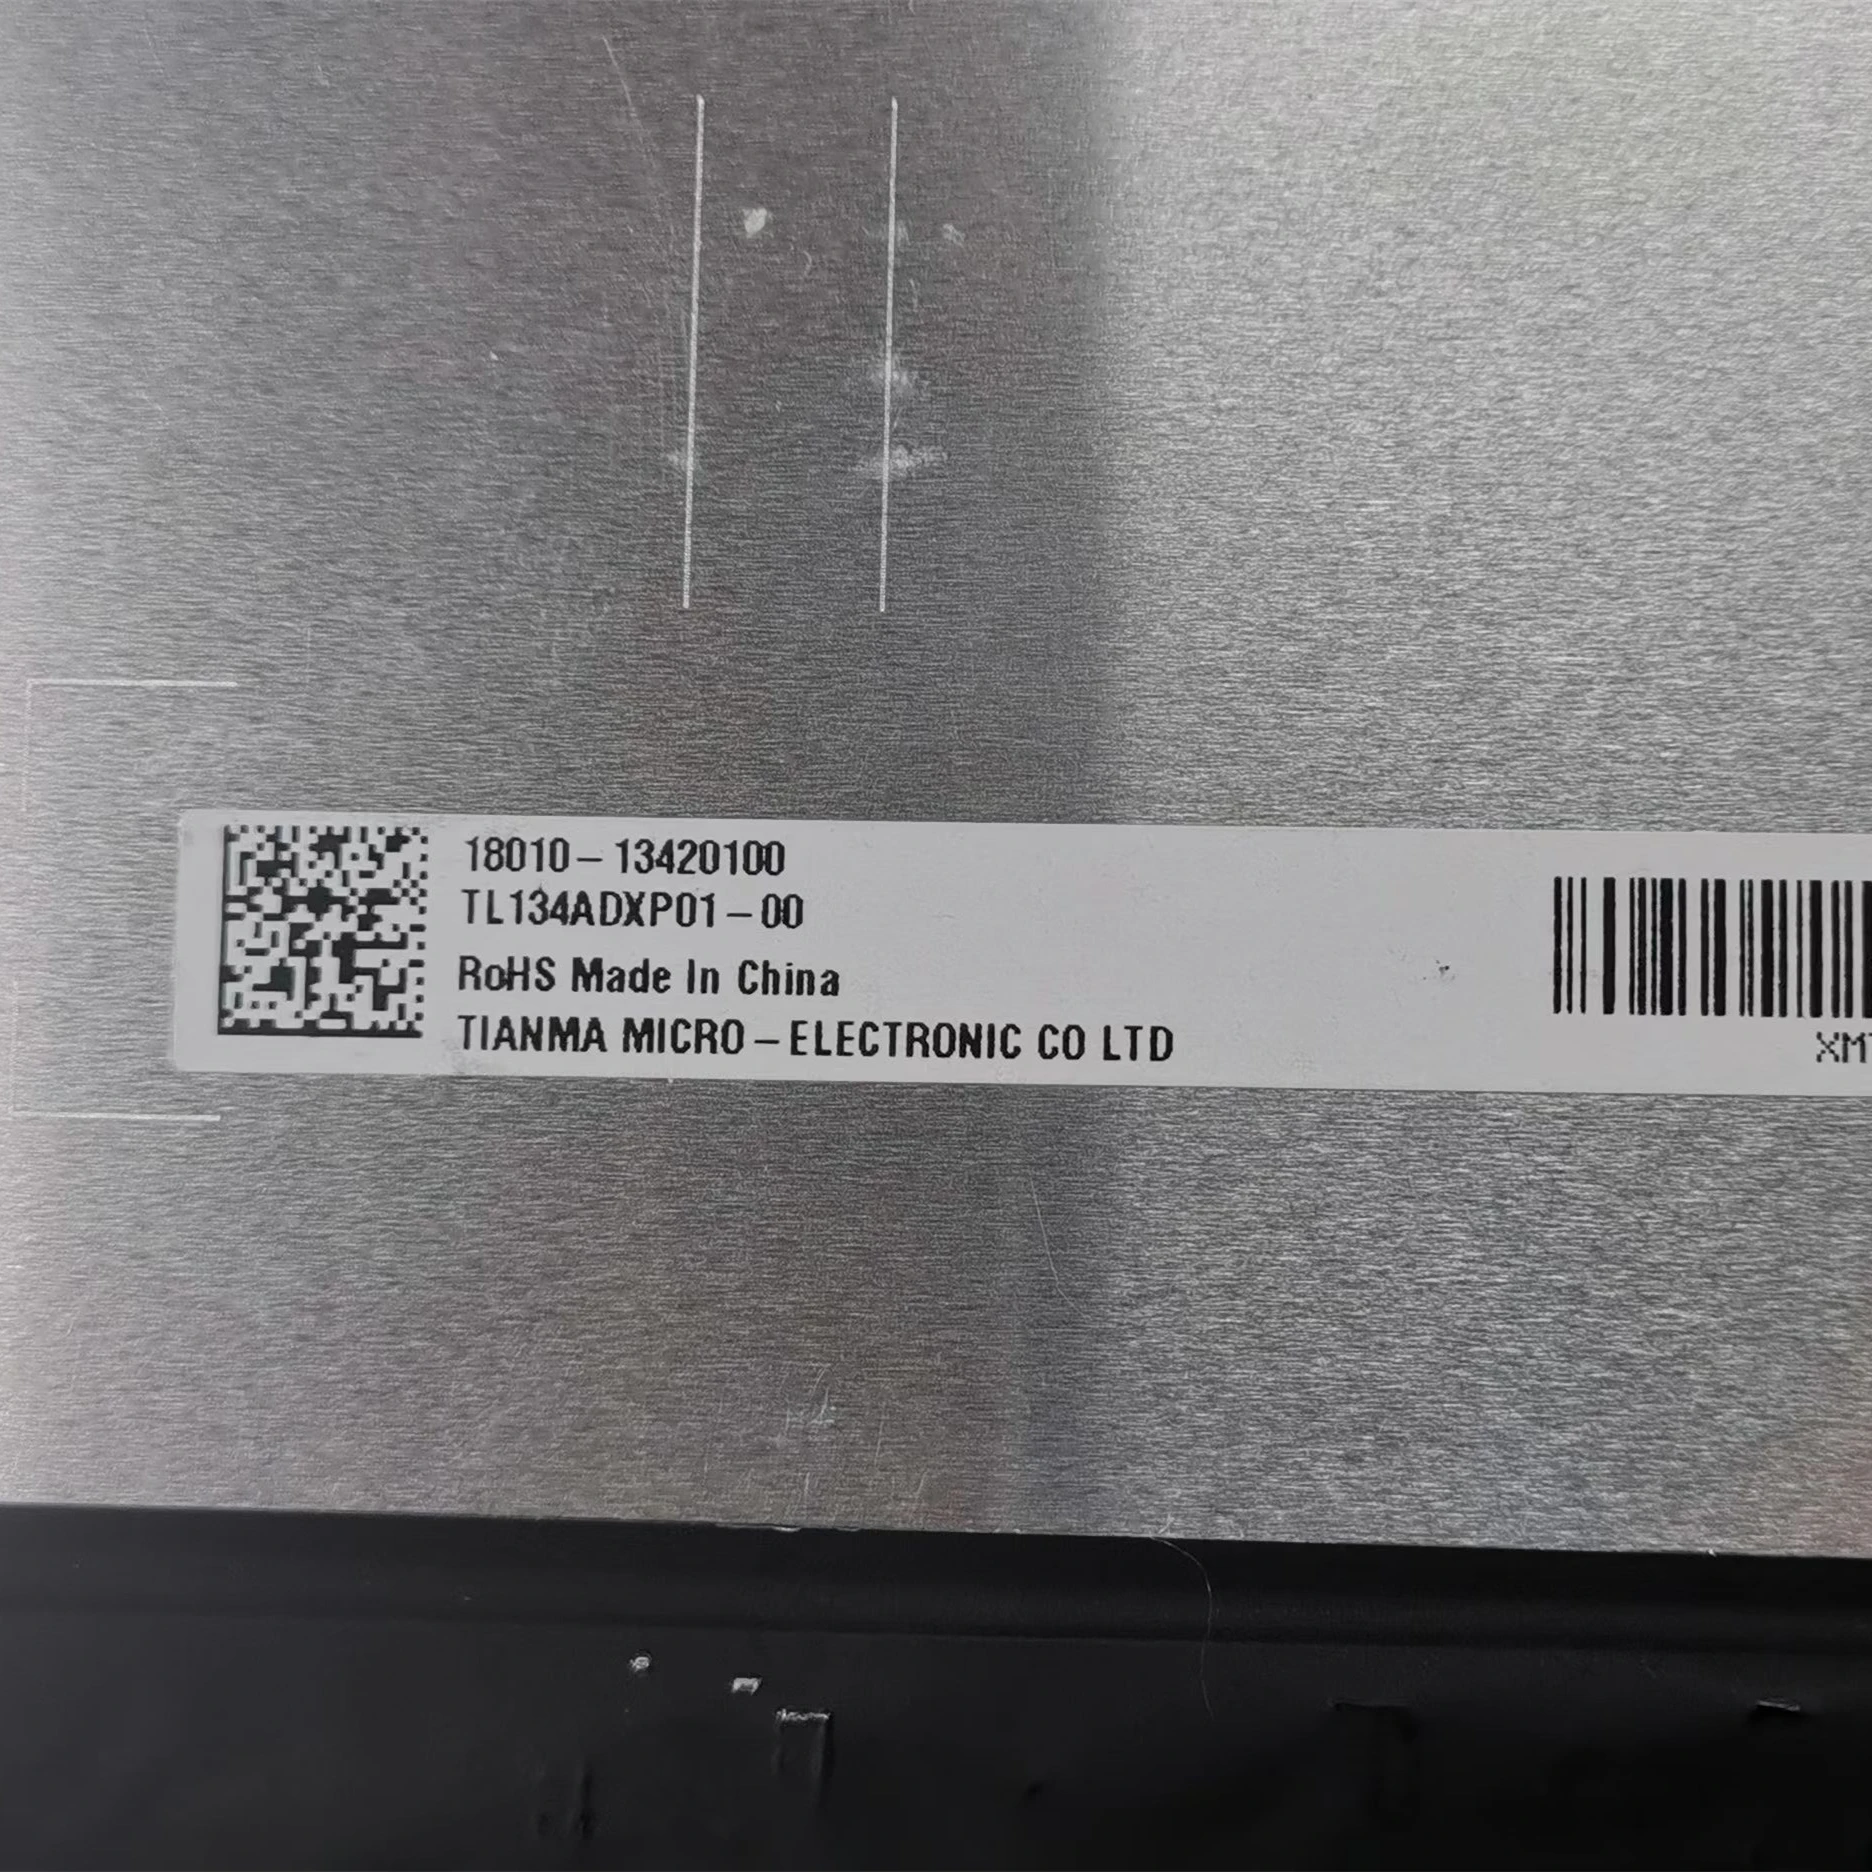 18010-13420100
TL134ADXP01-00
RoHS Made In China
TIANMA MICRO-ELECTRONIC CO LTD